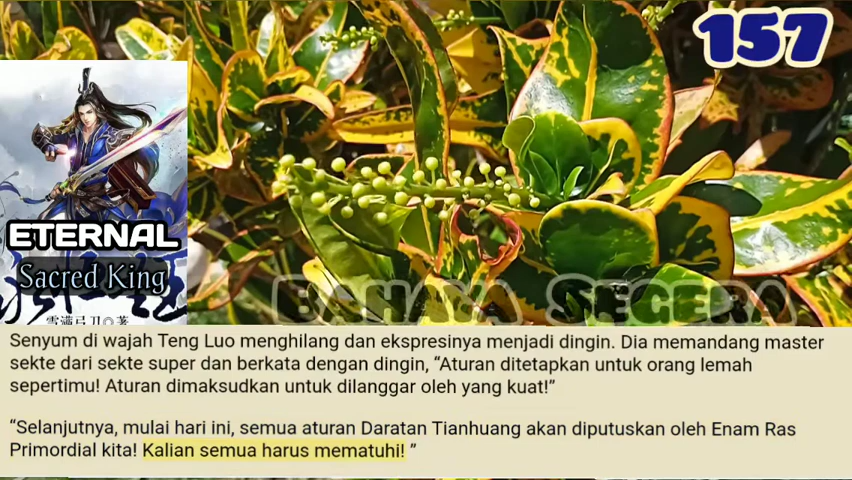 157
ETERNAL
Sacred King
BAHAYA SEGERA
Senyum di wajah Teng Luo menghilang dan ekspresinya menjadi dingin. Dia memandang master
sekte dari sekte super dan berkata dengan dingin, “Aturan ditetapkan untuk orang lemah
sepertimu! Aturan dimaksudkan untuk dilanggar oleh yang kuat!”
“Selanjutnya, mulai hari ini, semua aturan Daratan Tianhuang akan diputuskan oleh Enam Ras
Primordial kita! Kalian semua harus mematuhi! ”